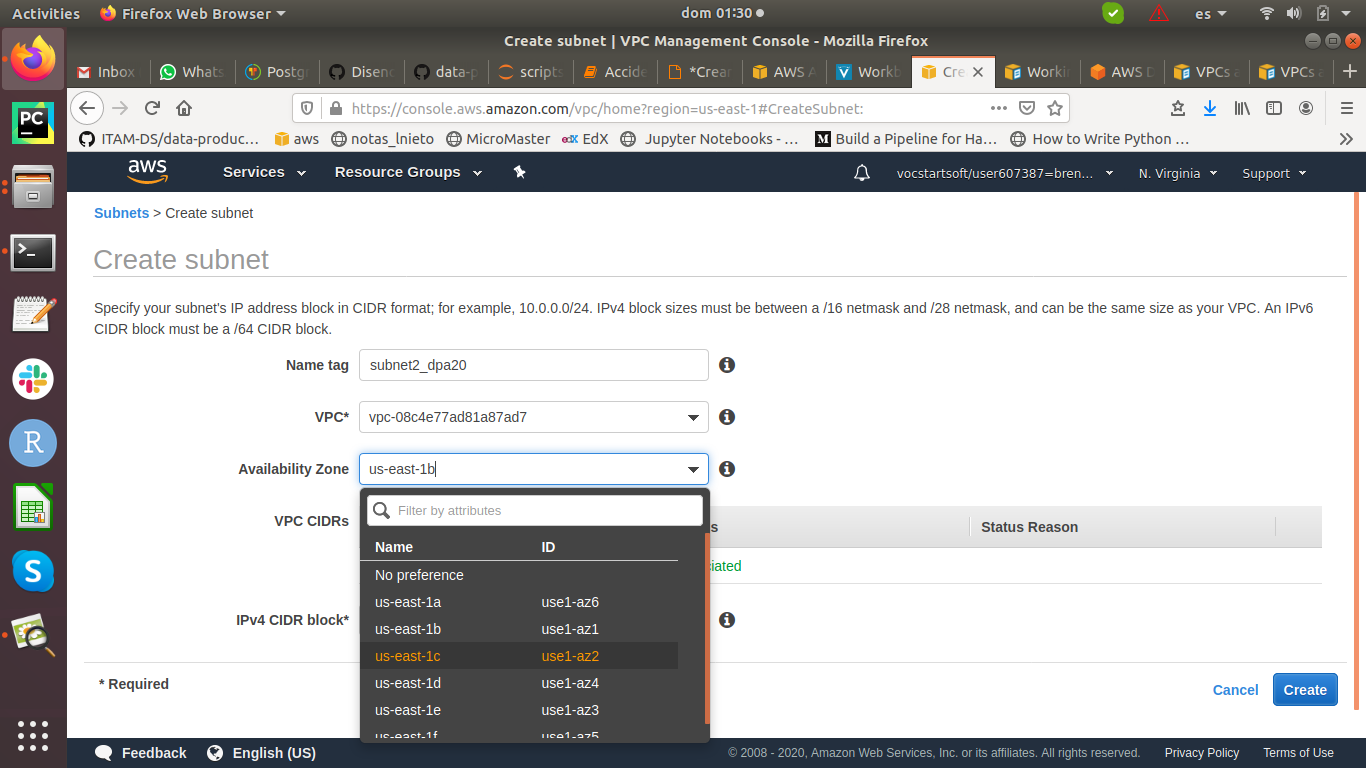 Activities Firefox Web Browser dom 01:30 es
Create subnet | VPC Management Console - Mozilla Firefox
Inbox Whats Postgr Disenc data-p scripts Accide *Crear AWS A Workb Cre Workin AWS D VPCs a VPCs a
https://console.aws.amazon.com/vpc/home?region=us-east-1#CreateSubnet:
ITAM-DS/data-produc... aws notas_lnieto MicroMaster edX EdX Jupyter Notebooks - ... Build a Pipeline for Ha... How to Write Python ...
aws Services Resource Groups vocstartsoft/user607387=bren... N. Virginia Support
Subnets > Create subnet
Create subnet
Specify your subnet's IP address block in CIDR format; for example, 10.0.0.0/24. IPv4 block sizes must be between a /16 netmask and /28 netmask, and can be the same size as your VPC. An IPv6
CIDR block must be a /64 CIDR block.
Name tag subnet2_dpa20
VPC* vpc-08c4e77ad81a87ad7
Availability Zone us-east-1b
Filter by attributes
VPC CIDRs s Status Reason
Name ID
ciated
No preference
us-east-1a use1-az6
IPv4 CIDR block*
us-east-1b use1-az1
us-east-1c use1-az2
us-east-1d use1-az4
us-east-1e use1-az3
us-east-1f use1-az5
* Required
Cancel Create
Feedback English (US) © 2008 - 2020, Amazon Web Services, Inc. or its affiliates. All rights reserved. Privacy Policy Terms of Use